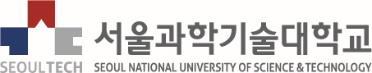 서울과학기술대학교
SEOULTECH SEOUL NATIONAL UNIVERSITY OF SCIENCE & TECHNOLOGY